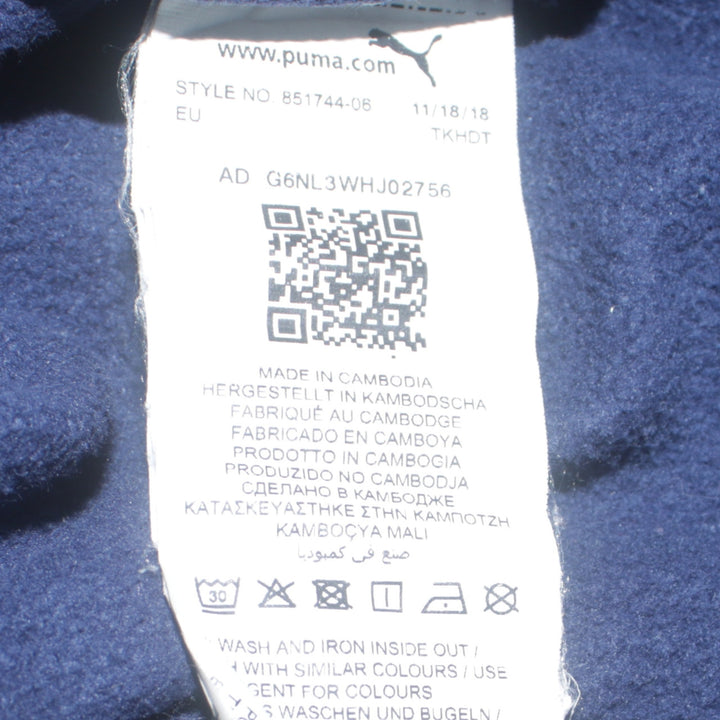 www.puma.com
STYLE NO. 851744-06 11/18/18
EU TKHDT
AD G6NL3WHJ02756
MADE IN CAMBODIA
HERGESTELLT IN KAMBODSCHA
FABRIQUÉ AU CAMBODGE
FABRICADO EN CAMBOYA
PRODOTTO IN CAMBOGIA
PRODUZIDO NO CAMBODJA
СДЕЛАНО В КАМБОДЖЕ
ΚΑΤΑΣΚΕΥΑΣΤΗΚΕ ΣΤΗΝ ΚΑΜΠΟΤΖΗ
KAMBOÇYA MALI
صنع في كمبوديا
30
WASH AND IRON INSIDE OUT /
WITH SIMILAR COLOURS / USE
FOR COLOURS
WASCHEN UND BUGELN /